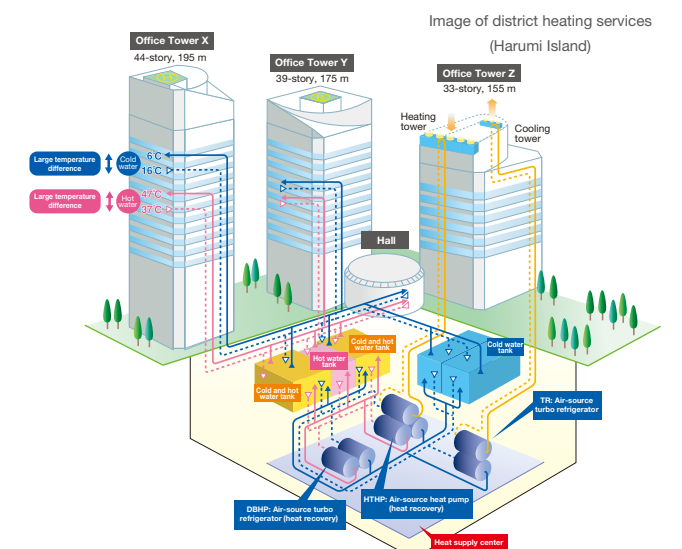 Image of district heating services
(Harumi Island)
Office Tower X
44-story, 195 m
Office Tower Y
39-story, 175 m
Office Tower Z
33-story, 155 m
Heating
tower
Cooling
tower
Large temperature
difference
Cold
water
6°C
16°C
Large temperature
difference
Hot
water
47°C
37°C
Hall
Cold and hot
water tank
Hot water
tank
Cold water
tank
Cold and hot
water tank
TR: Air-source
turbo refrigerator
HTHP: Air-source heat pump
(heat recovery)
DBHP: Air-source turbo
refrigerator (heat recovery)
Heat supply center